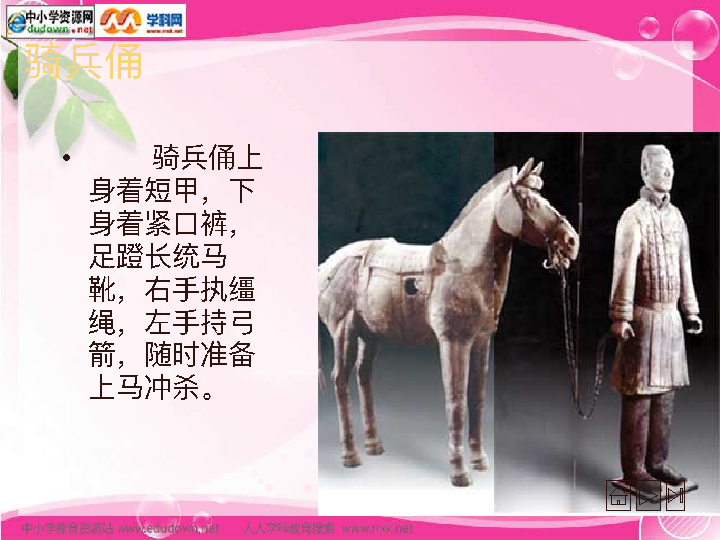 中小学资源网
dudown.net
学科网
www.nxk.net
骑兵俑
• 骑兵俑上
身着短甲，下
身着紧口裤，
足蹬长统马
靴，右手执缰
绳，左手持弓
箭，随时准备
上马冲杀。
中小学教育资源站 www.edudown.net 人人学科教育搜索 www.nxk.net